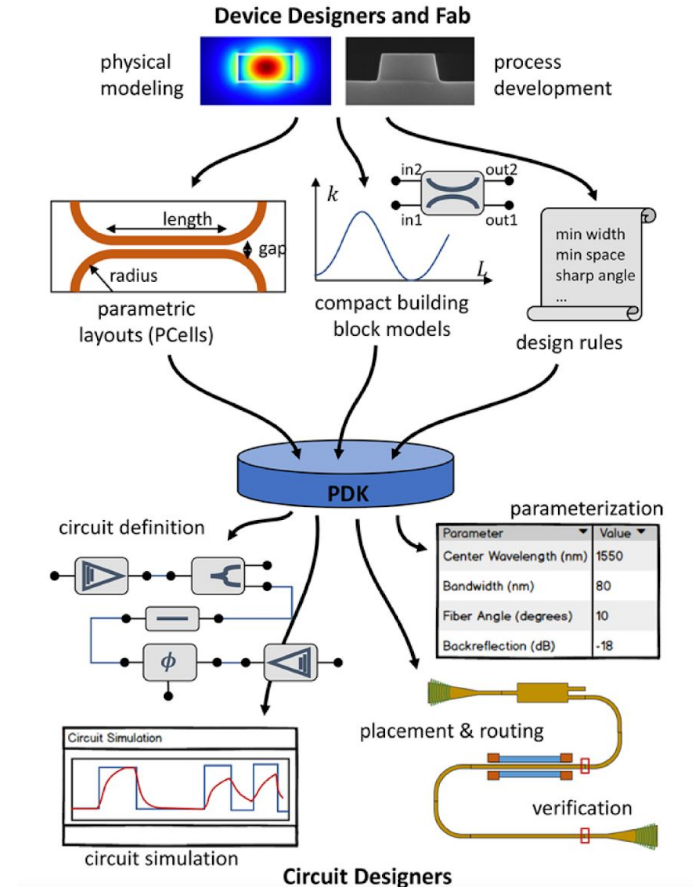 Device Designers and Fab
physical
modeling
process
development
in2
out2
in1
out1
k
L
length
gap
radius
min width
min space
sharp angle
...
parametric
layouts (PCells)
compact building
block models
design rules
PDK
circuit definition
parameterization
Parameter Value
Center Wavelength (nm) 1550
Bandwidth (nm) 80
Fiber Angle (degrees) 10
Backreflection (dB) -18
ϕ
placement & routing
Circuit Simulation
verification
circuit simulation
Circuit Designers